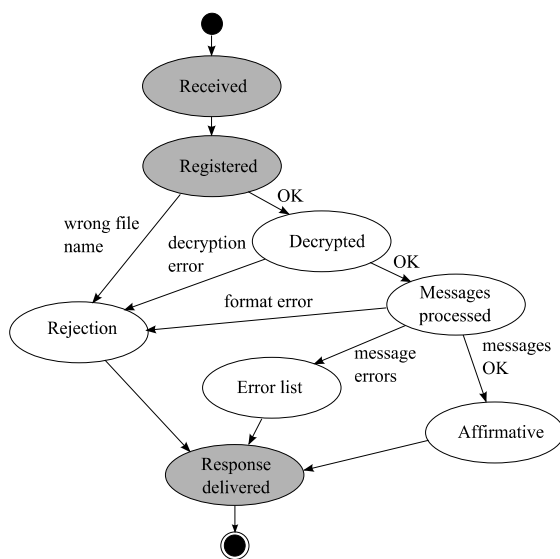 Received
Registered
OK
wrong file
name
decryption
error
Decrypted
OK
format error
Messages
processed
Rejection
message
errors
messages
OK
Error list
Affirmative
Response
delivered